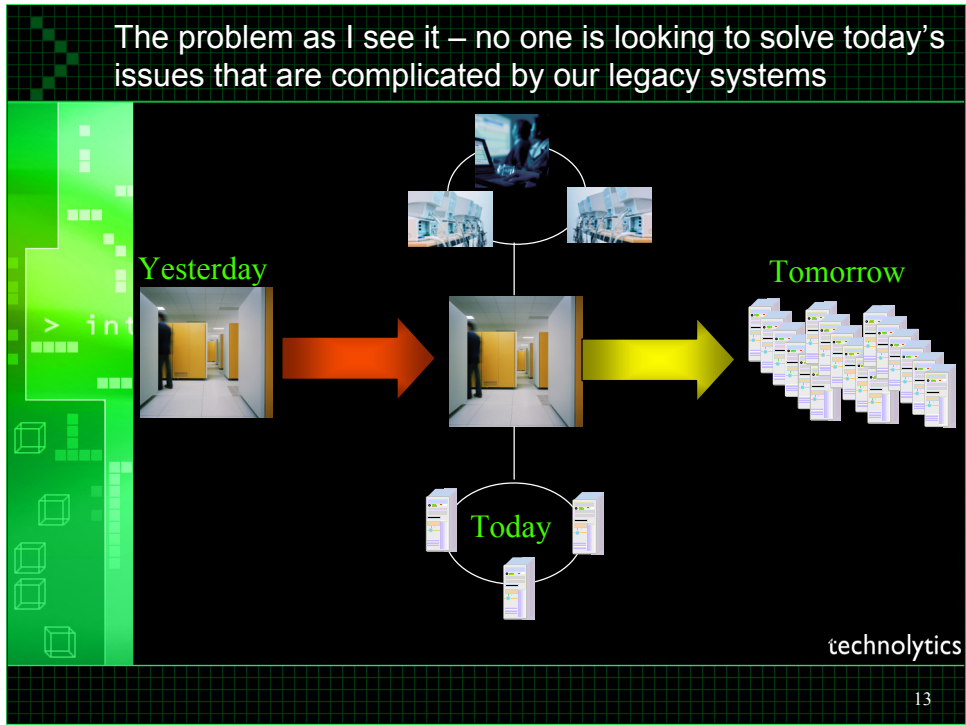 The problem as I see it – no one is looking to solve today’s
issues that are complicated by our legacy systems
Yesterday
Tomorrow
> int
Today
technolytics
13